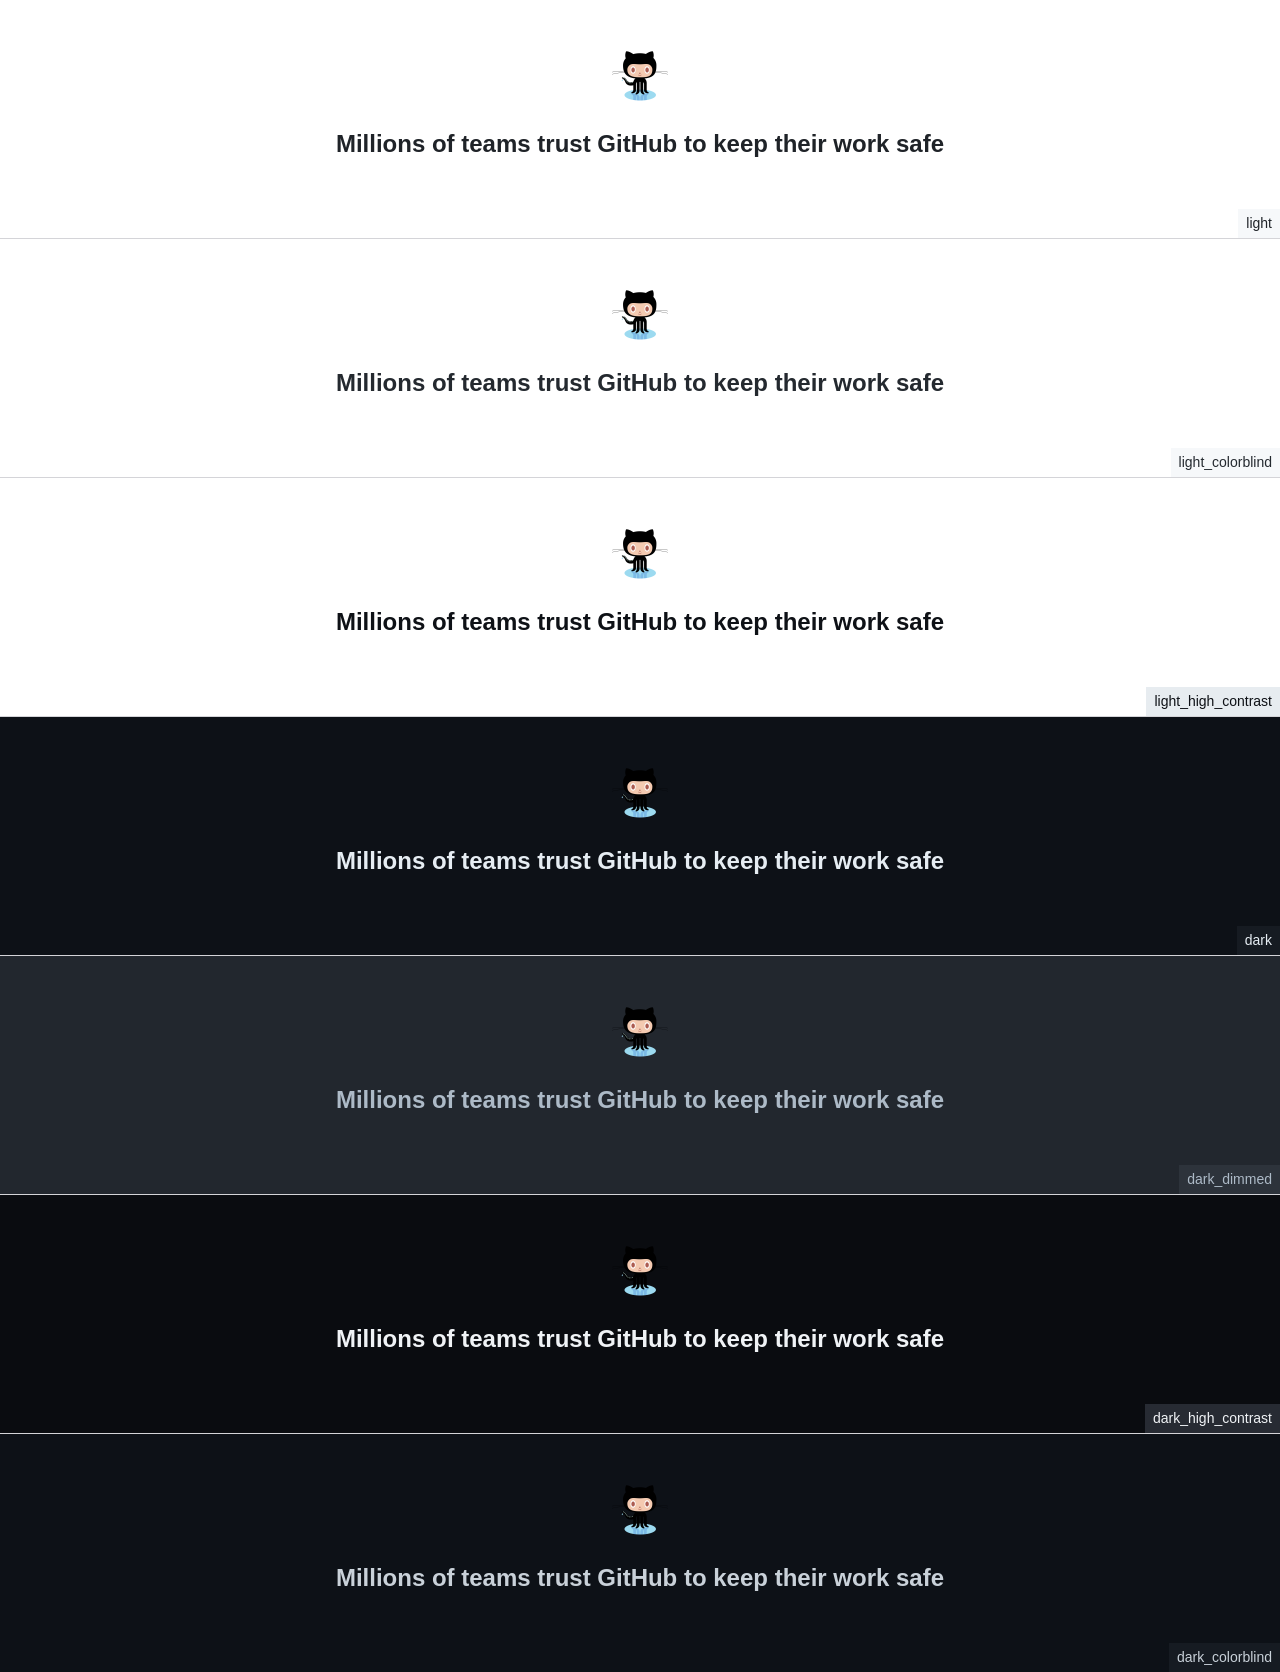 Millions of teams trust GitHub to keep their work safe
light
Millions of teams trust GitHub to keep their work safe
light_colorblind
Millions of teams trust GitHub to keep their work safe
light_high_contrast
Millions of teams trust GitHub to keep their work safe
dark
Millions of teams trust GitHub to keep their work safe
dark_dimmed
Millions of teams trust GitHub to keep their work safe
dark_high_contrast
Millions of teams trust GitHub to keep their work safe
dark_colorblind